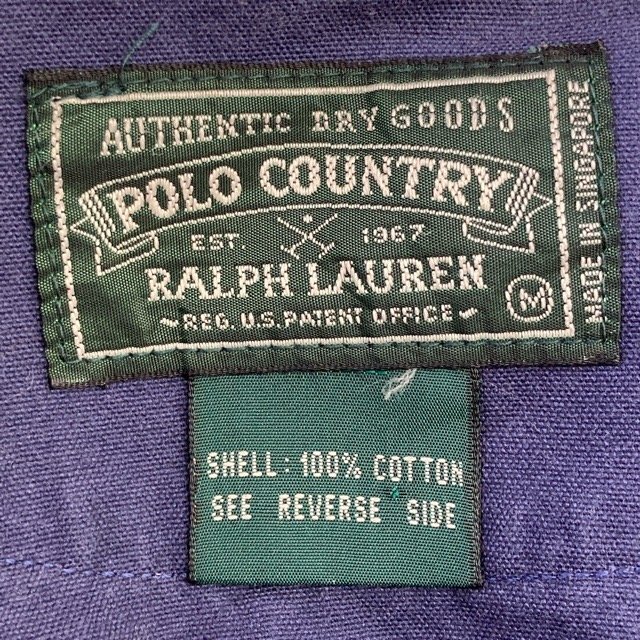 AUTHENTIC DRY GOODS
POLO COUNTRY
EST. 1967
RALPH LAUREN
REG. U.S. PATENT OFFICE
M
MADE IN SINGAPORE
SHELL: 100% COTTON
SEE REVERSE SIDE